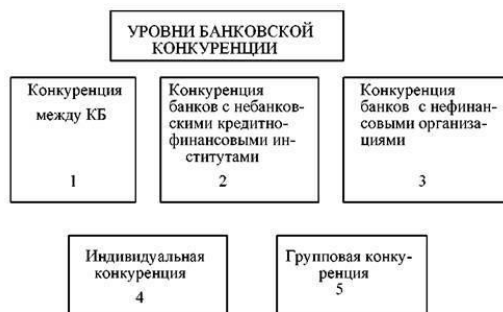 УРОВНИ БАНКОВСКОЙ
КОНКУРЕНЦИИ
Конкуренция
между КБ
1
Конкуренция
банков с небанков-
скими кредитно-
финансовыми ин-
ститутами
2
Конкуренция
банков с нефинан-
совыми организа-
циями
3
Индивидуальная
конкуренция
4
Групповая конку-
ренция
5